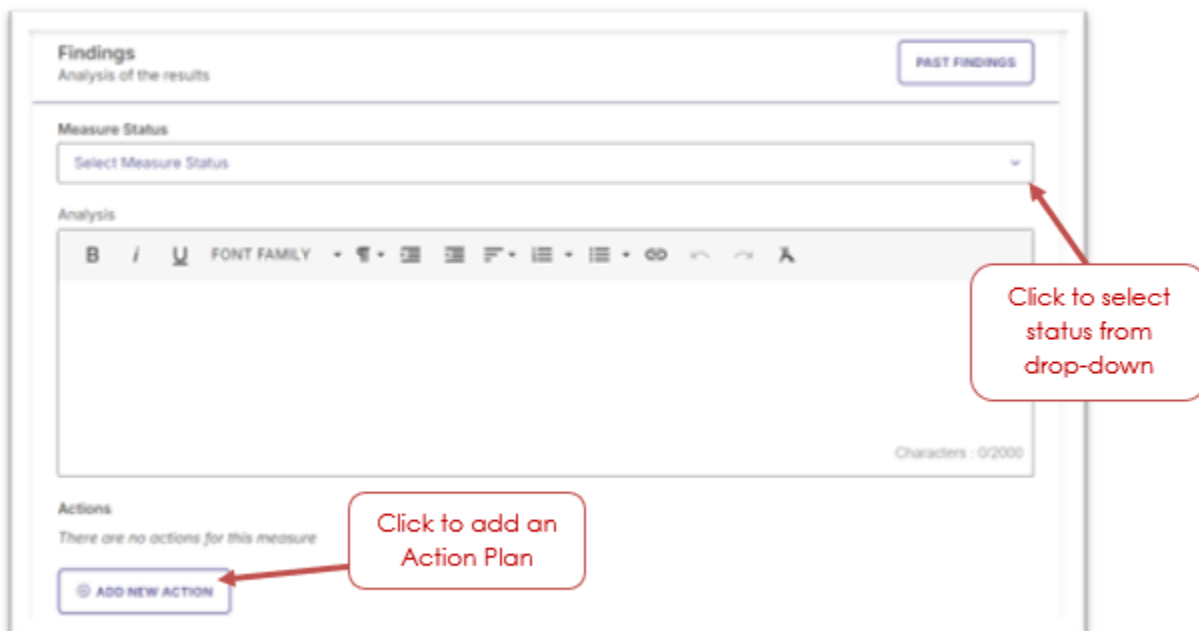 Findings
Analysis of the results
PAST FINDINGS
Measure Status
Select Measure Status
Analysis
B i U FONT FAMILY
Click to select
status from
drop-down
Characters : 0/2000
Actions
There are no actions for this measure
Click to add an
Action Plan
ADD NEW ACTION